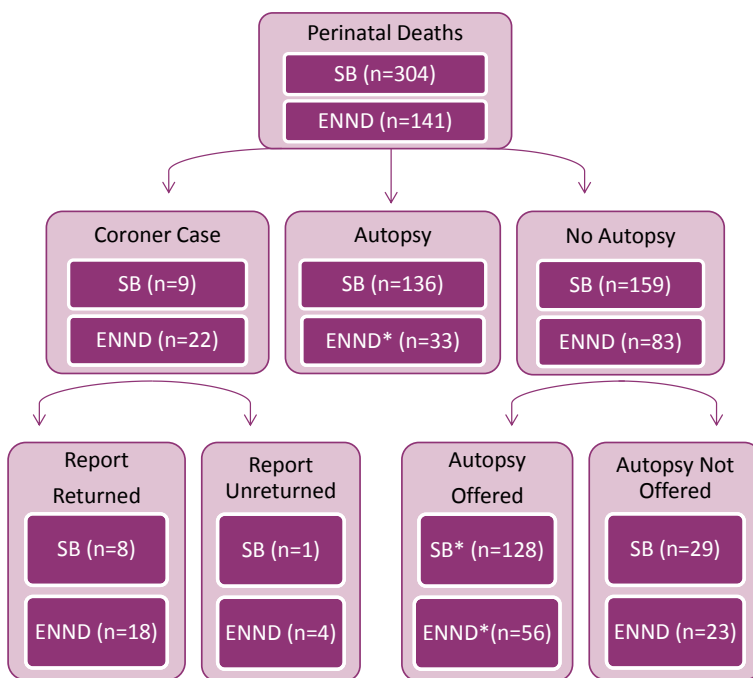 Perinatal Deaths
SB (n=304)
ENND (n=141)
Coroner Case
SB (n=9)
ENND (n=22)
Autopsy
SB (n=136)
ENND* (n=33)
No Autopsy
SB (n=159)
ENND (n=83)
Report
Returned
SB (n=8)
ENND (n=18)
Report
Unreturned
SB (n=1)
ENND (n=4)
Autopsy
Offered
SB* (n=128)
ENND*(n=56)
Autopsy Not
Offered
SB (n=29)
ENND (n=23)